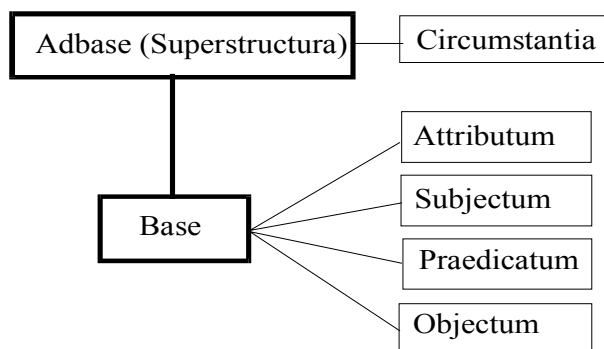 Adbase (Superstructura)
Circumstantia
Attributum
Subjectum
Base
Praedicatum
Objectum